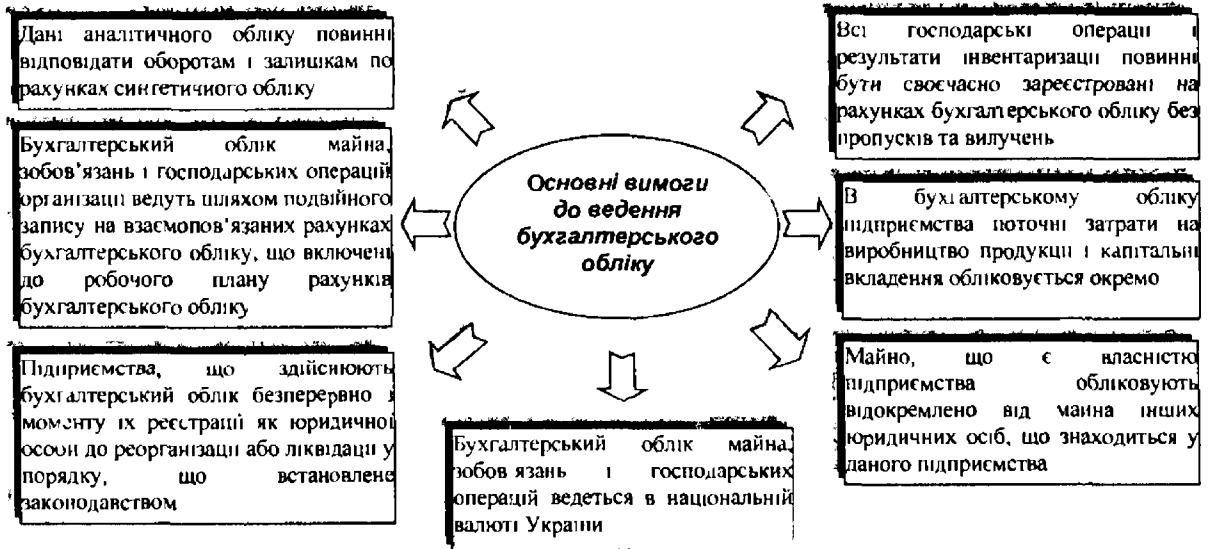 Дані аналітичного обліку повинні
відповідати оборотам і залишкам по
рахунках синтетичного обліку
Бухгалтерський облік майна,
зобов’язань і господарських операцій
організації ведуть шляхом подвійного
запису на взаємопов’язаних рахунках
бухгалтерського обліку, що включені
до робочого плану рахунків
бухгалтерського обліку
Підприємства, що здійснюють
бухгалтерський облік безперервно з
моменту їх реєстрації як юридичної
особи до реорганізації або ліквідації у
порядку, що встановлене
законодавством
Основні вимоги
до ведення
бухгалтерського
обліку
Бухгалтерський облік майна,
зобов язань і господарських
операцій ведеться в національній
валюті України
Всі господарські операції і
результати інвентаризації повинні
бути своєчасно зареєстровані на
рахунках бухгалтерського обліку без
пропусків та вилучень
В бухгалтерському обліку
підприємства поточні затрати на
виробництво продукції і капітальні
вкладення обліковується окремо
Майно, що є власністю
підприємства обліковують
відокремлено від майна інших
юридичних осіб, що знаходиться у
даного підприємства